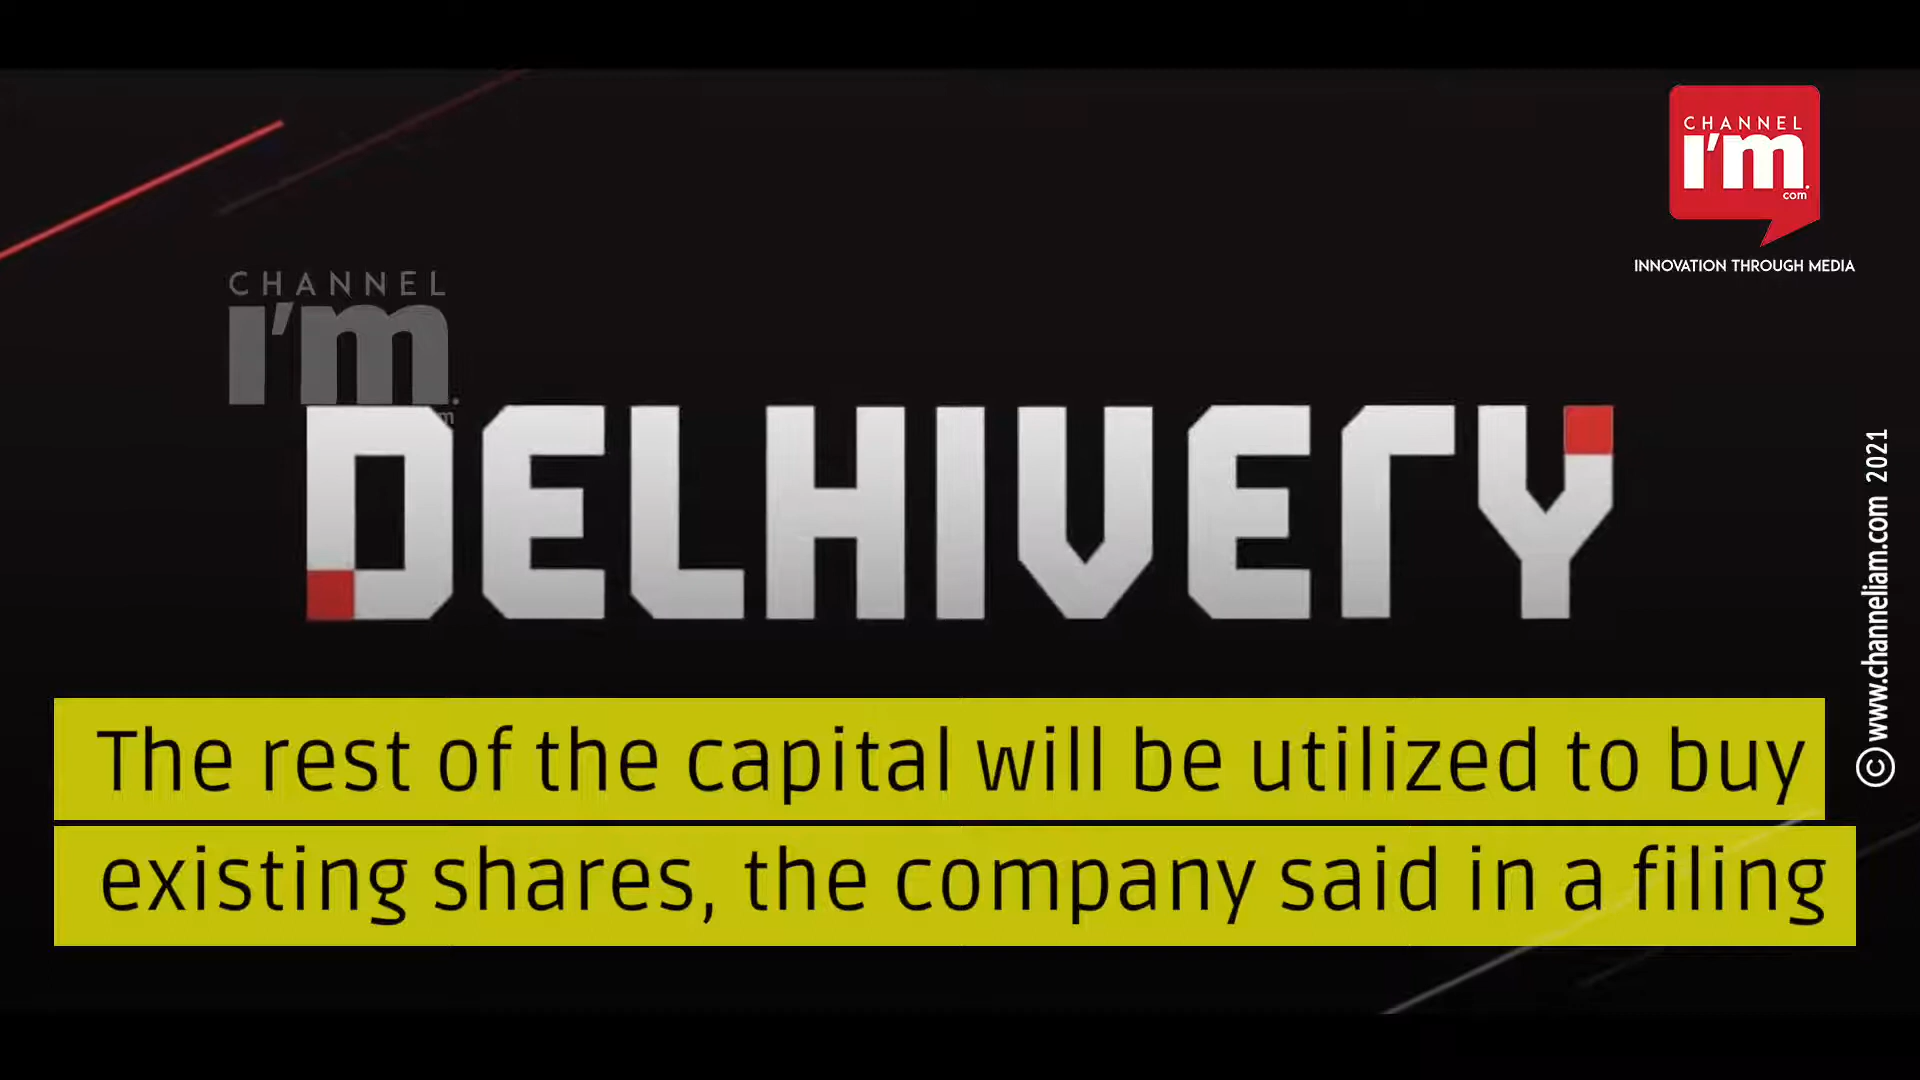 CHANNEL
i'm.
com
INNOVATION THROUGH MEDIA
CHANNEL
i'm.
DELHIVERY
The rest of the capital will be utilized to buy
existing shares, the company said in a filing
© www.channeliam.com 2021